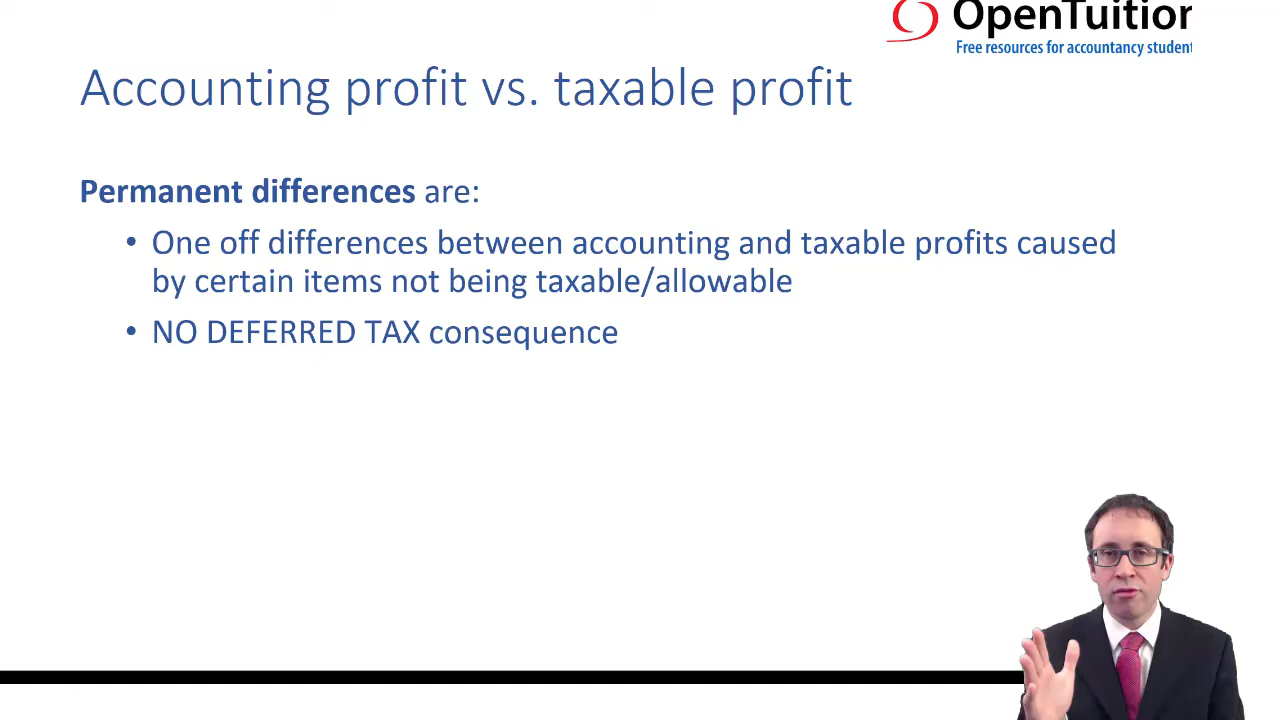 OpenTuition
Free resources for accountancy student
Accounting profit vs. taxable profit
Permanent differences are:
• One off differences between accounting and taxable profits caused
by certain items not being taxable/allowable
• NO DEFERRED TAX consequence